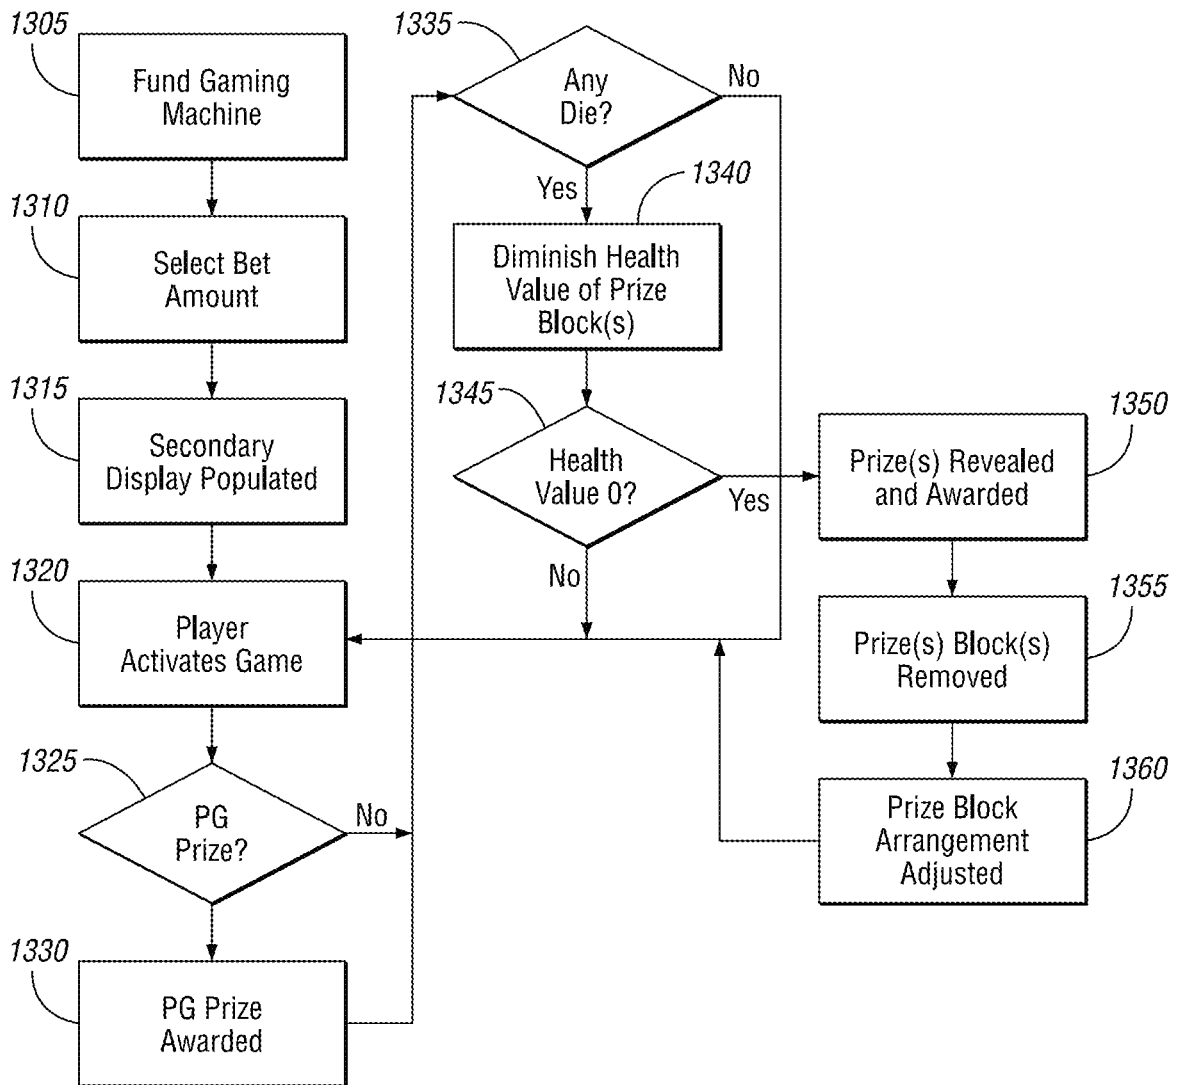 1305
Fund Gaming
Machine
1310
Select Bet
Amount
1315
Secondary
Display Populated
1320
Player
Activates Game
1325
PG
Prize?
No
1330
PG Prize
Awarded
1335
Any
Die?
No
Yes
1340
Diminish Health
Value of Prize
Block(s)
1345
Health
Value 0?
Yes
No
1350
Prize(s) Revealed
and Awarded
1355
Prize(s) Block(s)
Removed
1360
Prize Block
Arrangement
Adjusted